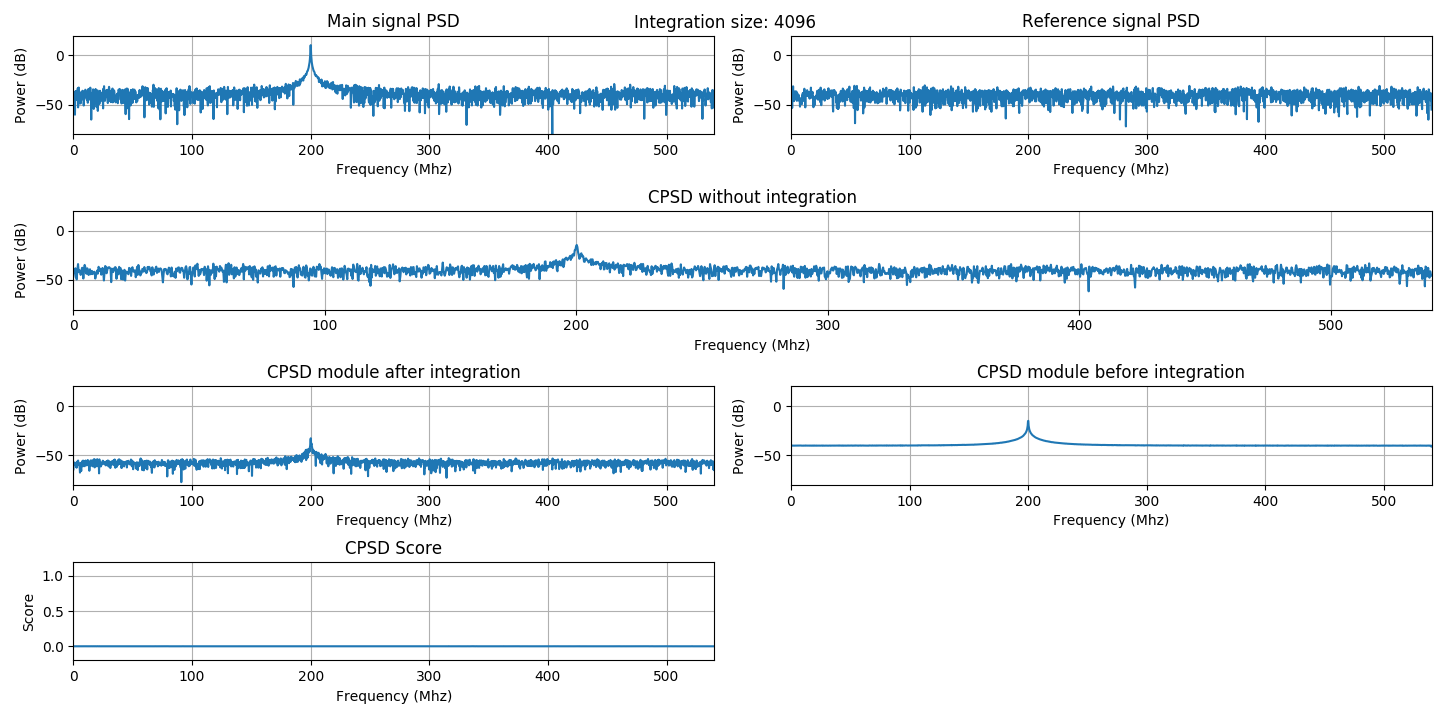 Main signal PSD
Integration size: 4096
Reference signal PSD
Power (dB)
0
−50
0 100 200 300 400 500
Frequency (Mhz)
Power (dB)
0
−50
0 100 200 300 400 500
Frequency (Mhz)
CPSD without integration
Power (dB)
0
−50
0 100 200 300 400 500
Frequency (Mhz)
CPSD module after integration
Power (dB)
0
−50
0 100 200 300 400 500
Frequency (Mhz)
CPSD module before integration
Power (dB)
0
−50
0 100 200 300 400 500
Frequency (Mhz)
CPSD Score
Score
1.0
0.5
0.0
0 100 200 300 400 500
Frequency (Mhz)